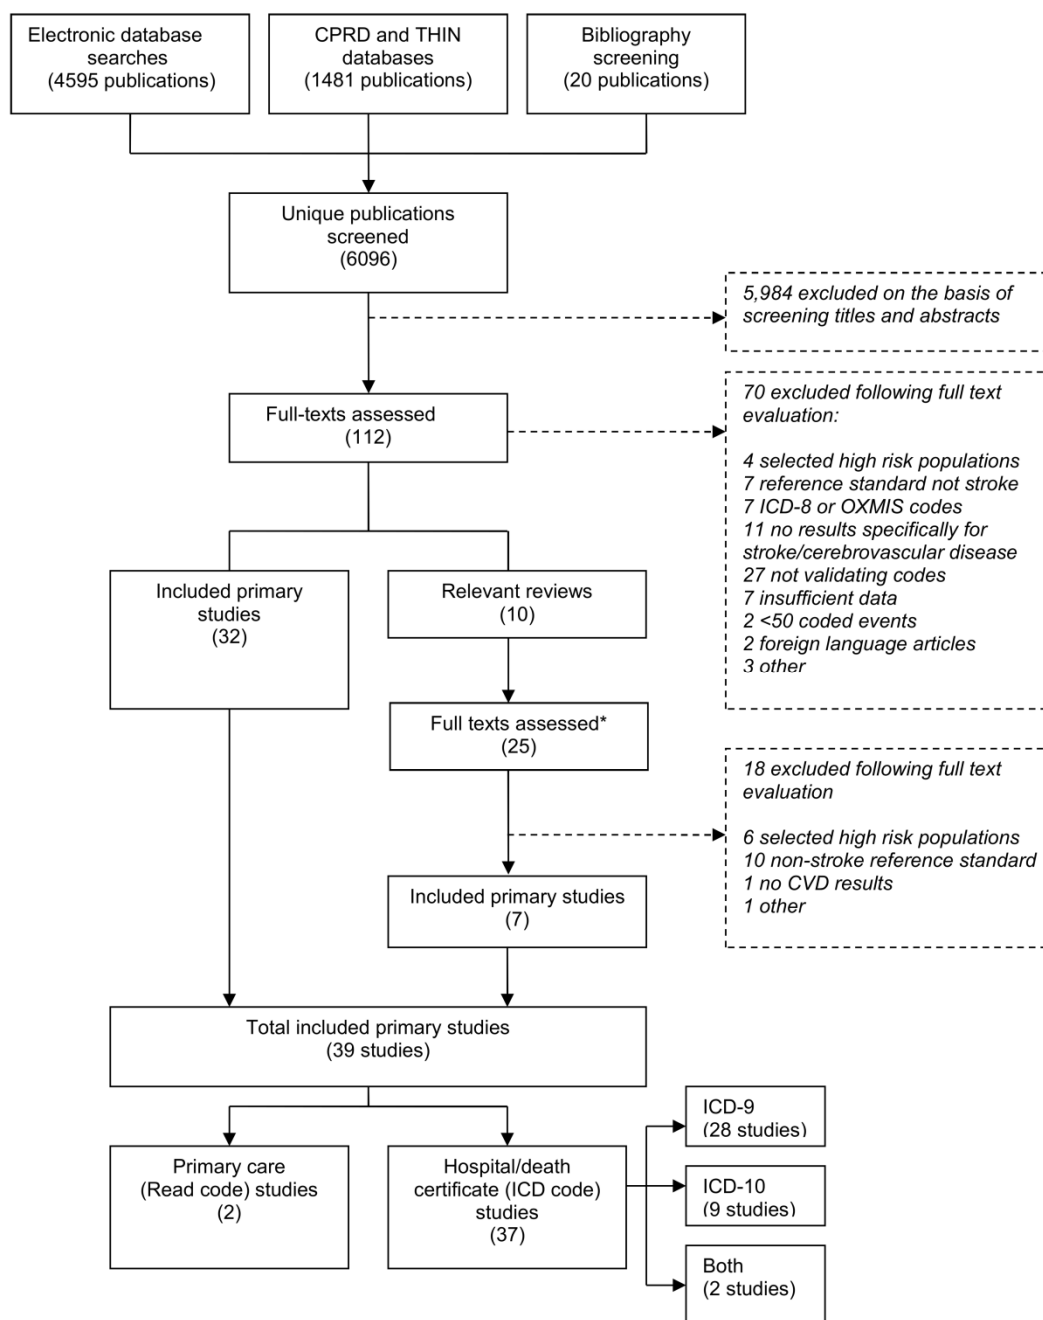 Electronic database
searches
(4595 publications)
CPRD and THIN
databases
(1481 publications)
Bibliography
screening
(20 publications)
Unique publications
screened
(6096)
5,984 excluded on the basis of
screening titles and abstracts
Full-texts assessed
(112)
70 excluded following full text
evaluation:
4 selected high risk populations
7 reference standard not stroke
7 ICD-8 or OXMIS codes
11 no results specifically for
stroke/cerebrovascular disease
27 not validating codes
7 insufficient data
2 <50 coded events
2 foreign language articles
3 other
Included primary
studies
(32)
Relevant reviews
(10)
Full texts assessed*
(25)
18 excluded following full text
evaluation
6 selected high risk populations
10 non-stroke reference standard
1 no CVD results
1 other
Included primary studies
(7)
Total included primary studies
(39 studies)
Primary care
(Read code) studies
(2)
Hospital/death
certificate (ICD code)
studies
(37)
ICD-9
(28 studies)
ICD-10
(9 studies)
Both
(2 studies)